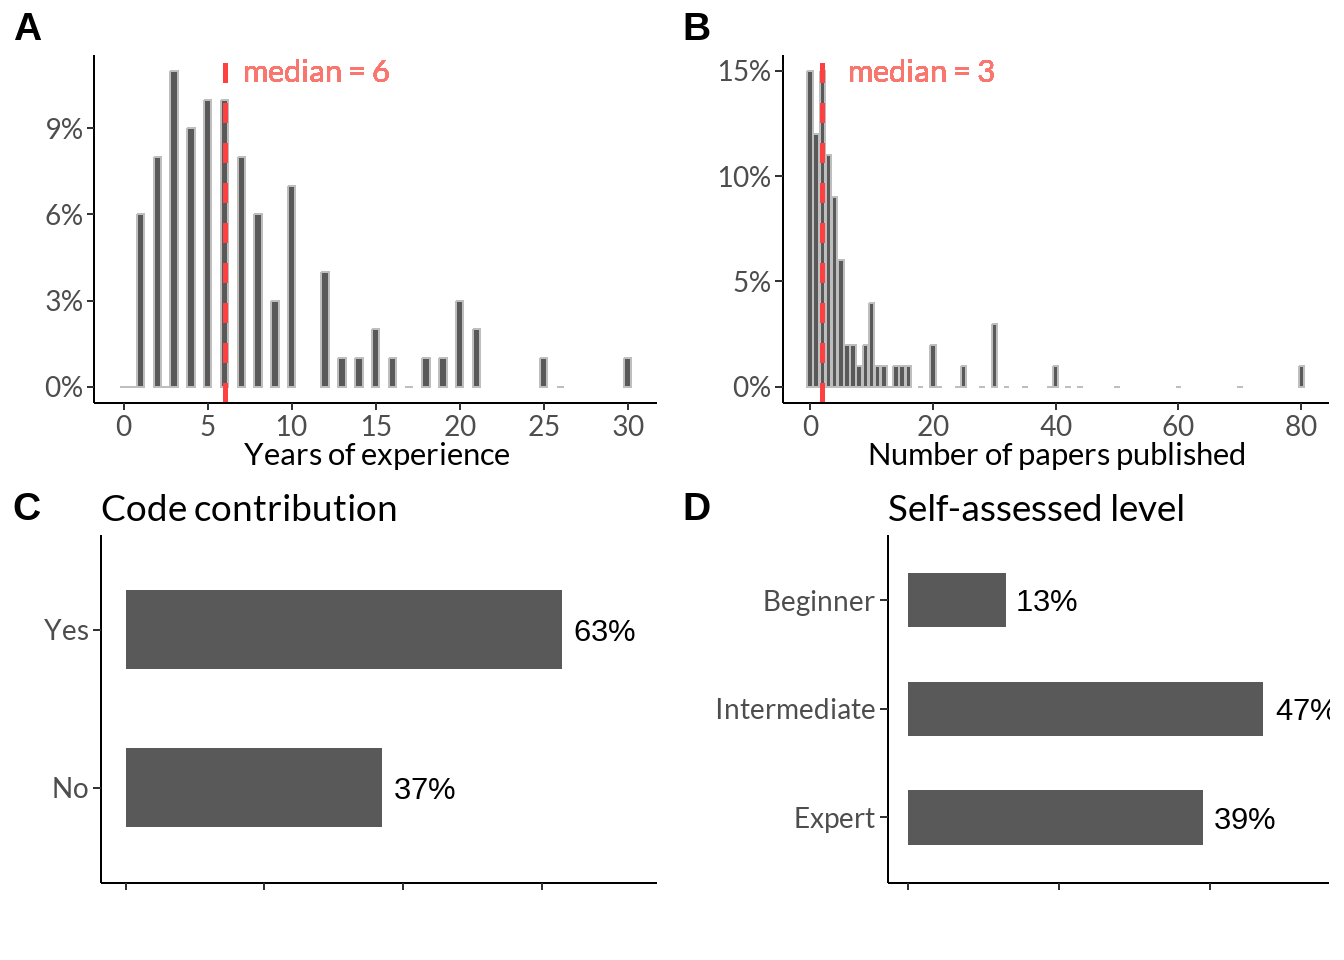 A
median = 6
9%
6%
3%
0%
0 5 10 15 20 25 30
Years of experience
B
median = 3
15%
10%
5%
0%
0 20 40 60 80
Number of papers published
C
Code contribution
Yes 63%
No 37%
D
Self-assessed level
Beginner 13%
Intermediate 47%
Expert 39%